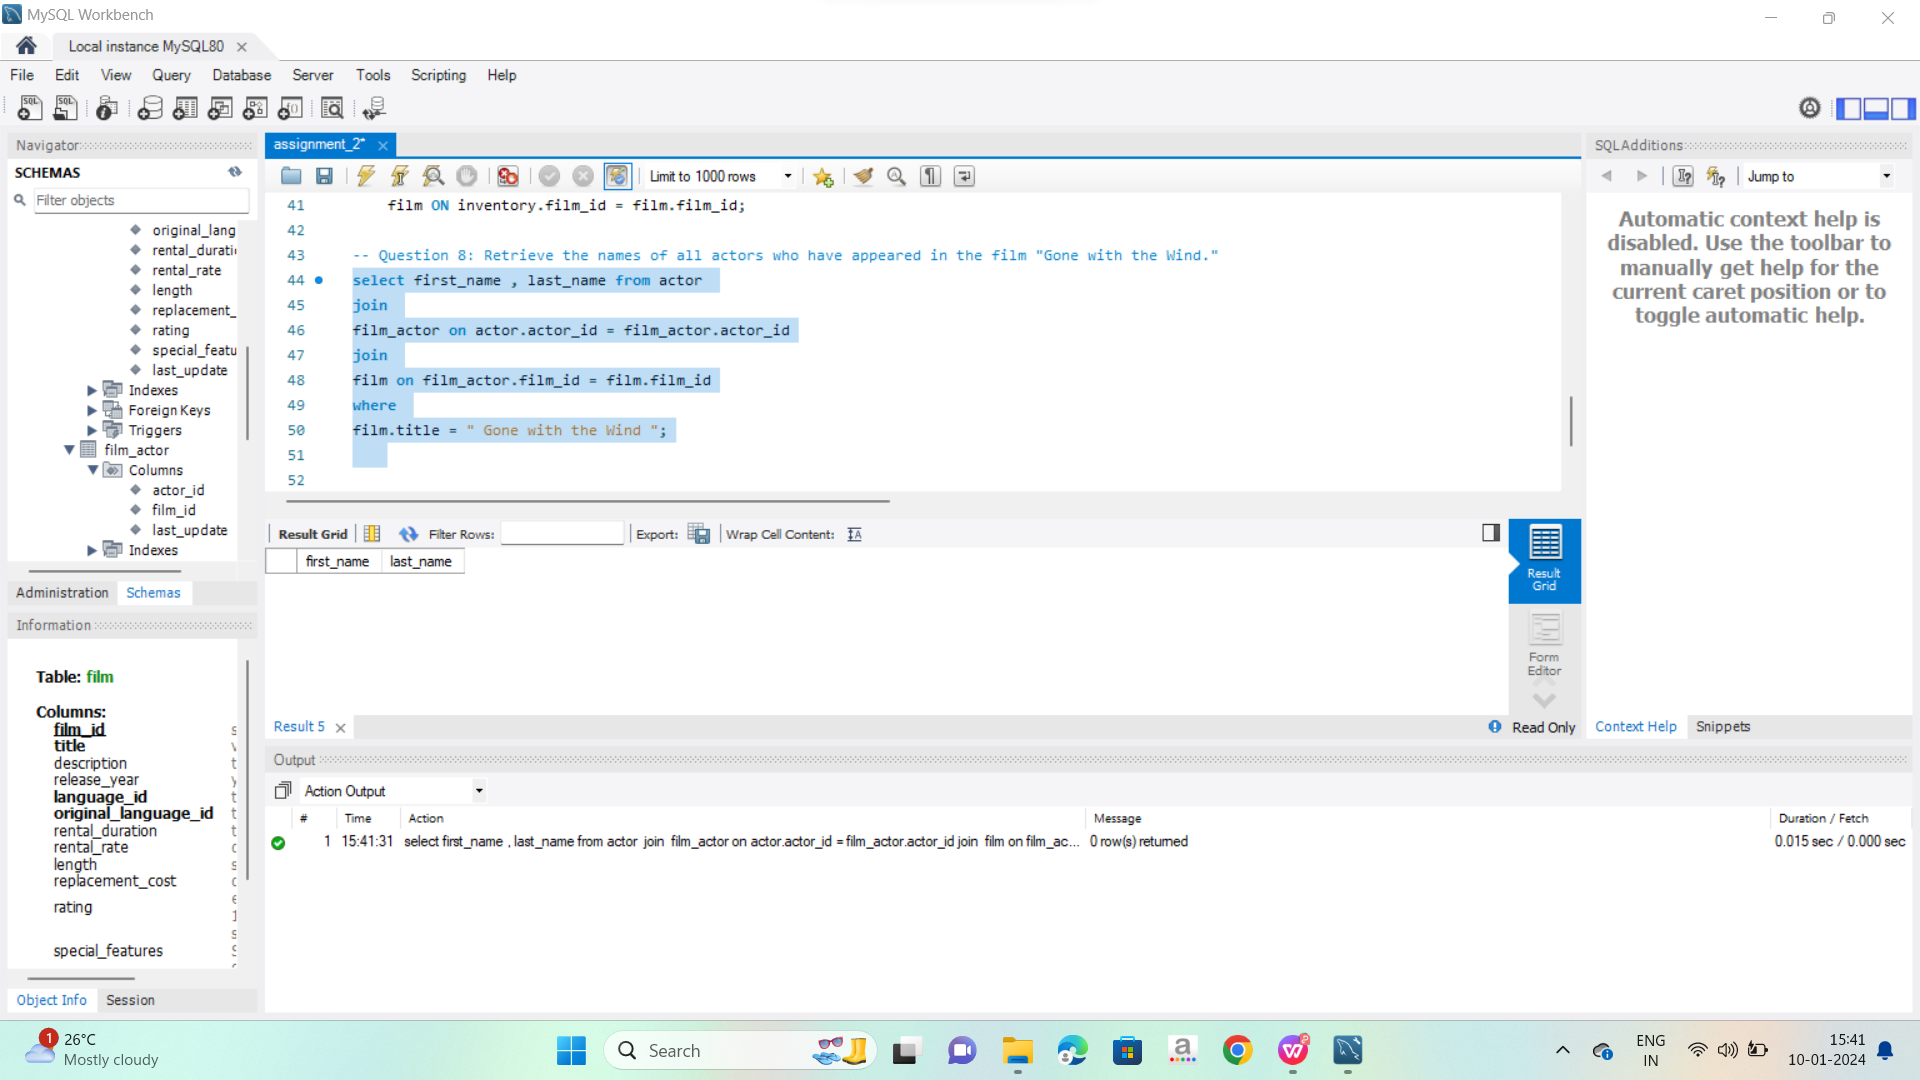 MySQL Workbench
Local instance MySQL80
File Edit View Query Database Server Tools Scripting Help
Navigator
SCHEMAS
Filter objects
original_lang
rental_duratio
rental_rate
length
replacement_
rating
special_featu
last_update
Indexes
Foreign Keys
Triggers
film_actor
Columns
actor_id
film_id
last_update
Indexes
Administration Schemas
Information
Table: film
Columns:
film_id s
title v
description t
release_year y
language_id t
original_language_id t
rental_duration t
rental_rate d
length s
replacement_cost d
rating
special_features
Object Info Session
assignment_2*
Limit to 1000 rows
41 film ON inventory.film_id = film.film_id;
42
43 -- Question 8: Retrieve the names of all actors who have appeared in the film "Gone with the Wind."
44 select first_name , last_name from actor
45 join
46 film_actor on actor.actor_id = film_actor.actor_id
47 join
48 film on film_actor.film_id = film.film_id
49 where
50 film.title = " Gone with the Wind ";
51
52
Result Grid Filter Rows: Export: Wrap Cell Content:
first_name last_name
Result Grid
Form Editor
Result 5
Read Only
Output
Action Output
# Time Action Message Duration / Fetch
1 15:41:31 select first_name , last_name from actor join film_actor on actor.actor_id = film_actor.actor_id join film on film_ac... 0 row(s) returned 0.015 sec / 0.000 sec
SQLAdditions
Jump to
Automatic context help is
disabled. Use the toolbar to
manually get help for the
current caret position or to
toggle automatic help.
Context Help Snippets
1
26°C
Mostly cloudy
Search
ENG
IN
15:41
10-01-2024